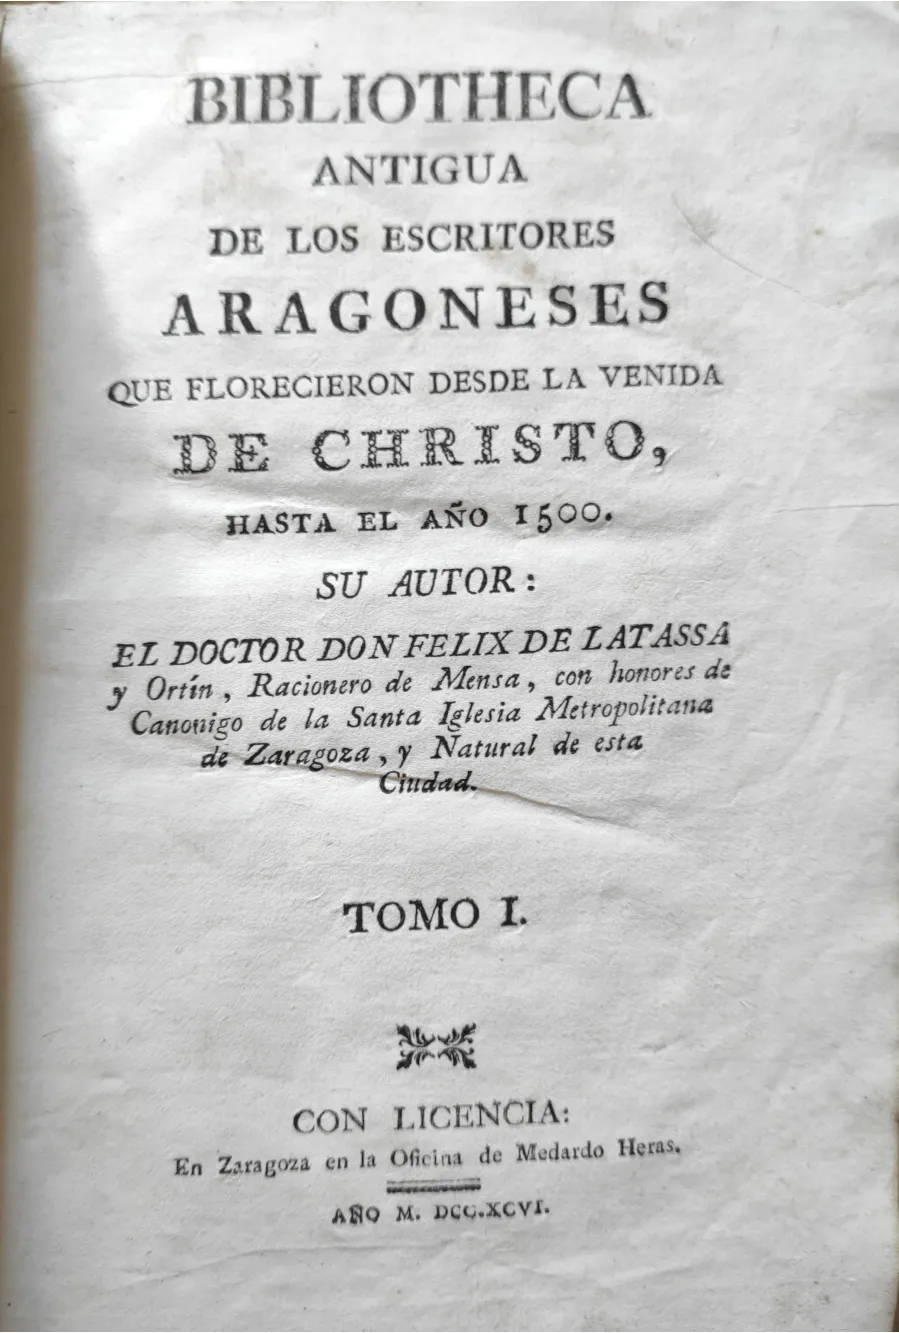 BIBLIOTHECA
ANTIGUA
DE LOS ESCRITORES
ARAGONESES
QUE FLORECIERON DESDE LA VENIDA
DE CHRISTO,
HASTA EL AÑO 1500.
SU AUTOR:
EL DOCTOR DON FELIX DE LATASSA
y Ortín, Racionero de Mensa, con honores de
Canonigo de la Santa Iglesia Metropolitana
de Zaragoza, y Natural de esta
Ciudad.
TOMO I.
CON LICENCIA:
En Zaragoza en la Oficina de Medardo Heras.
AÑO M. DCC.XCVI.